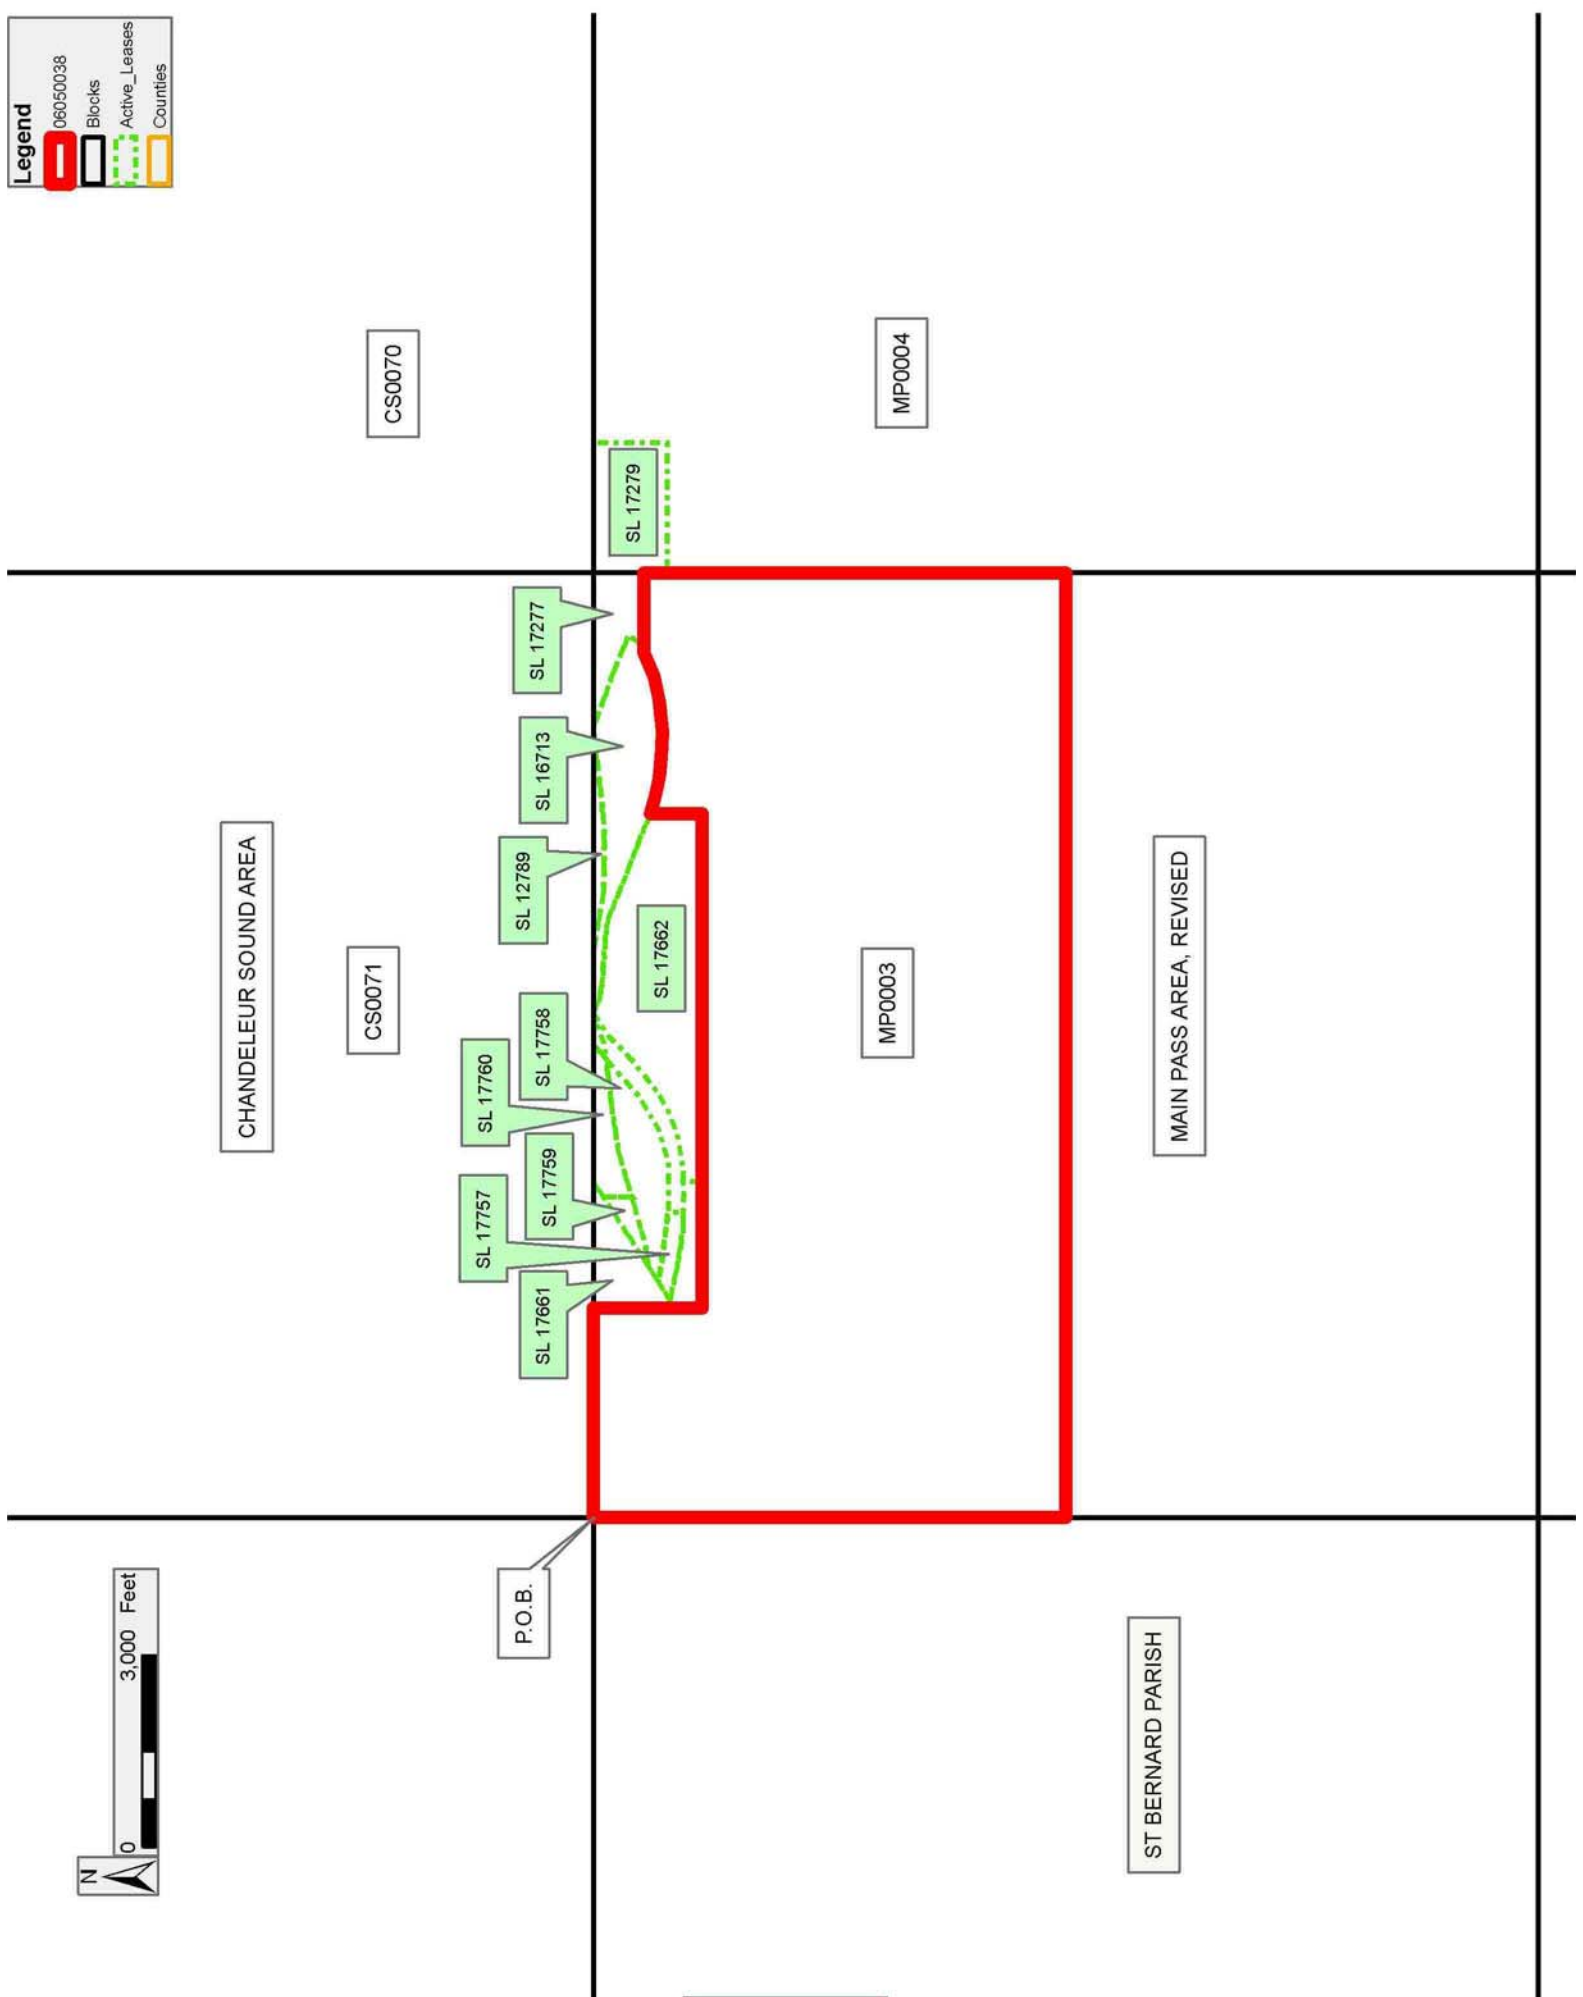 N
0
3,000
Feet
Legend
06050038
Blocks
Active_Leases
Counties
CHANDELEUR SOUND AREA
CS0071
CS0070
SL 17757
SL 17760
P.O.B.
SL 17661
SL 17759
SL 17758
SL 12789
SL 16713
SL 17277
SL 17662
SL 17279
MP0003
MP0004
ST BERNARD PARISH
MAIN PASS AREA, REVISED